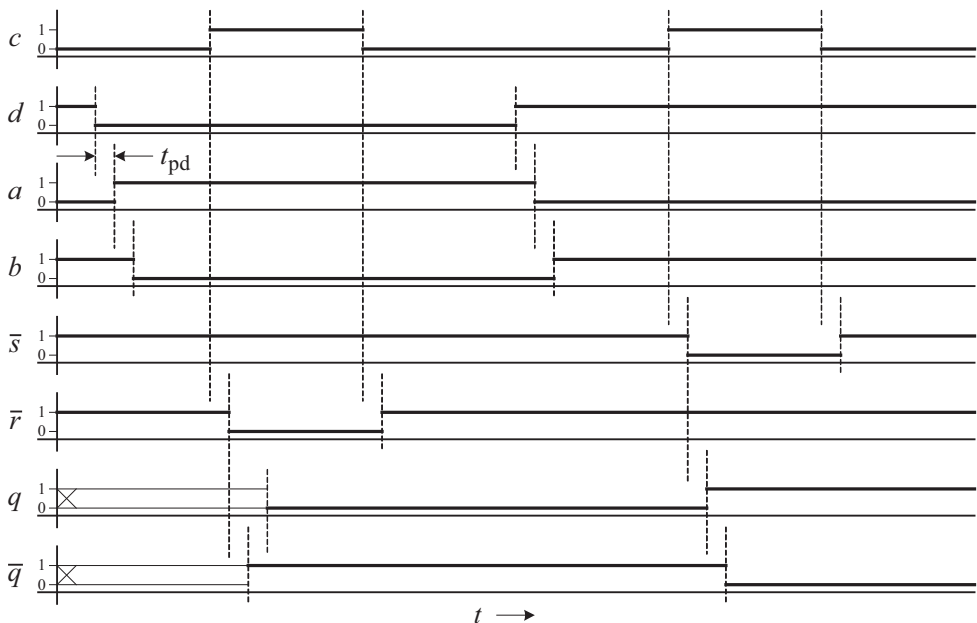 c 1 0
d 1 0
t_pd
a 1 0
b 1 0
s̅ 1 0
r̅ 1 0
q 1 0
q̅ 1 0
t